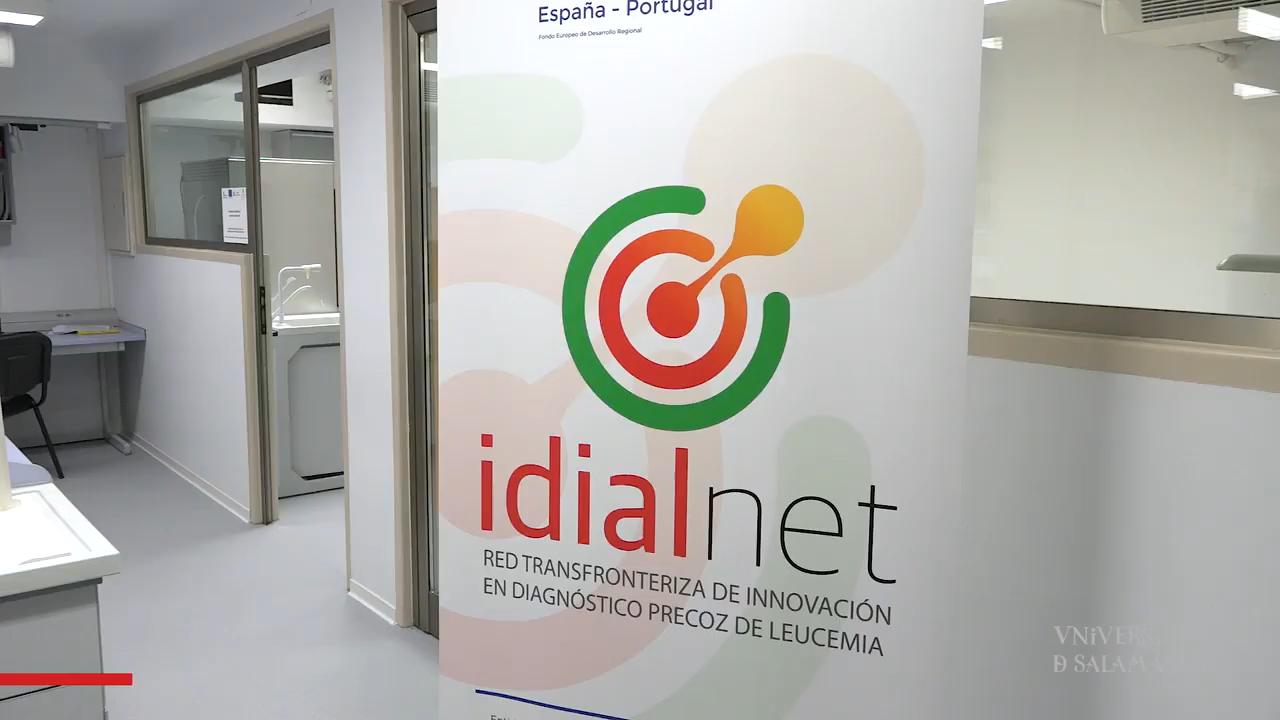 España - Portugal
Fondo Europeo de Desarrollo Regional
idialnet
RED TRANSFRONTERIZA DE INNOVACIÓN
EN DIAGNÓSTICO PRECOZ DE LEUCEMIA